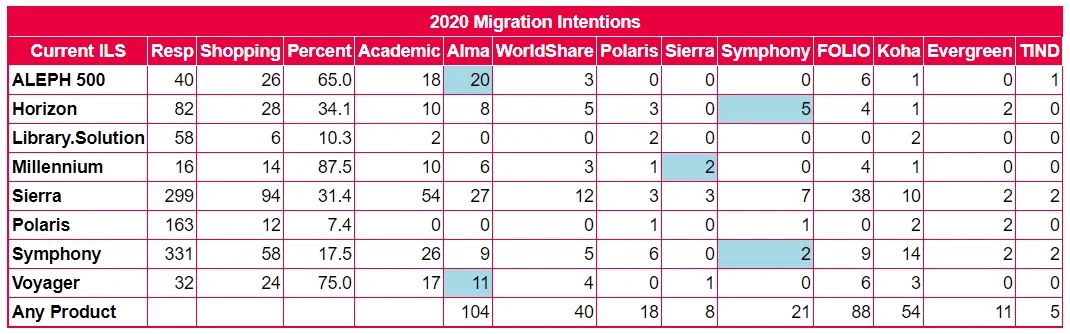 2020 Migration Intentions
Current ILS Resp Shopping Percent Academic Alma WorldShare Polaris Sierra Symphony FOLIO Koha Evergreen TIND
ALEPH 500 40 26 65.0 18 20 3 0 0 0 6 1 0 1
Horizon 82 28 34.1 10 8 5 3 0 5 4 1 2 0
Library.Solution 58 6 10.3 2 0 0 2 0 0 0 2 0 0
Millennium 16 14 87.5 10 6 3 1 2 0 4 1 0 0
Sierra 299 94 31.4 54 27 12 3 3 7 38 10 2 2
Polaris 163 12 7.4 0 0 0 1 0 1 0 2 2 0
Symphony 331 58 17.5 26 9 5 6 0 2 9 14 2 2
Voyager 32 24 75.0 17 11 4 0 1 0 6 3 0 0
Any Product 104 40 18 8 21 88 54 11 5